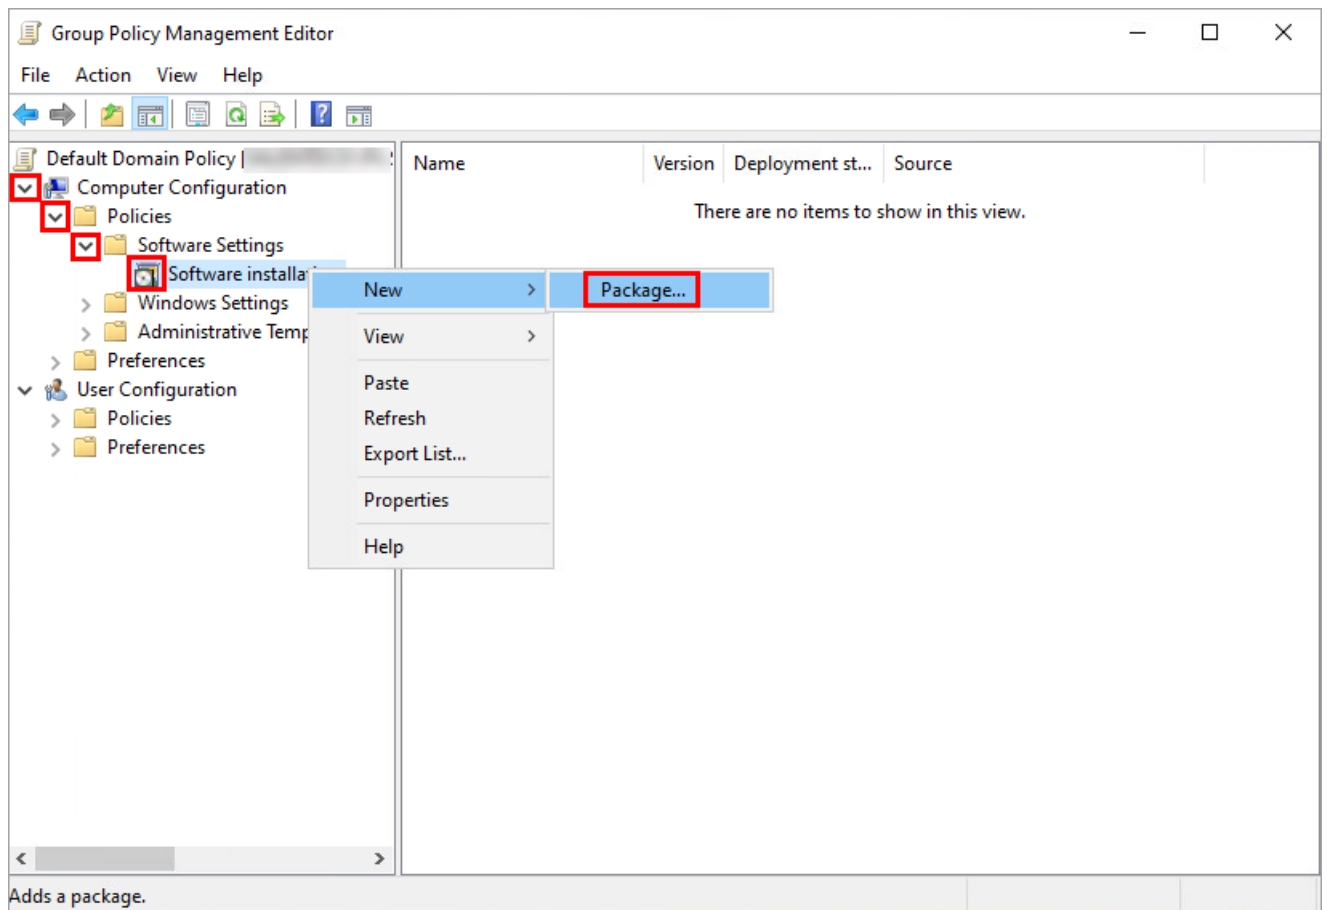 Group Policy Management Editor
File Action View Help
Default Domain Policy
Name Version Deployment st... Source
Computer Configuration
Policies
There are no items to show in this view.
Software Settings
Software installati
New
Package...
Windows Settings
Administrative Temp
View
Preferences
Paste
User Configuration
Policies
Refresh
Preferences
Export List...
Properties
Help
Adds a package.